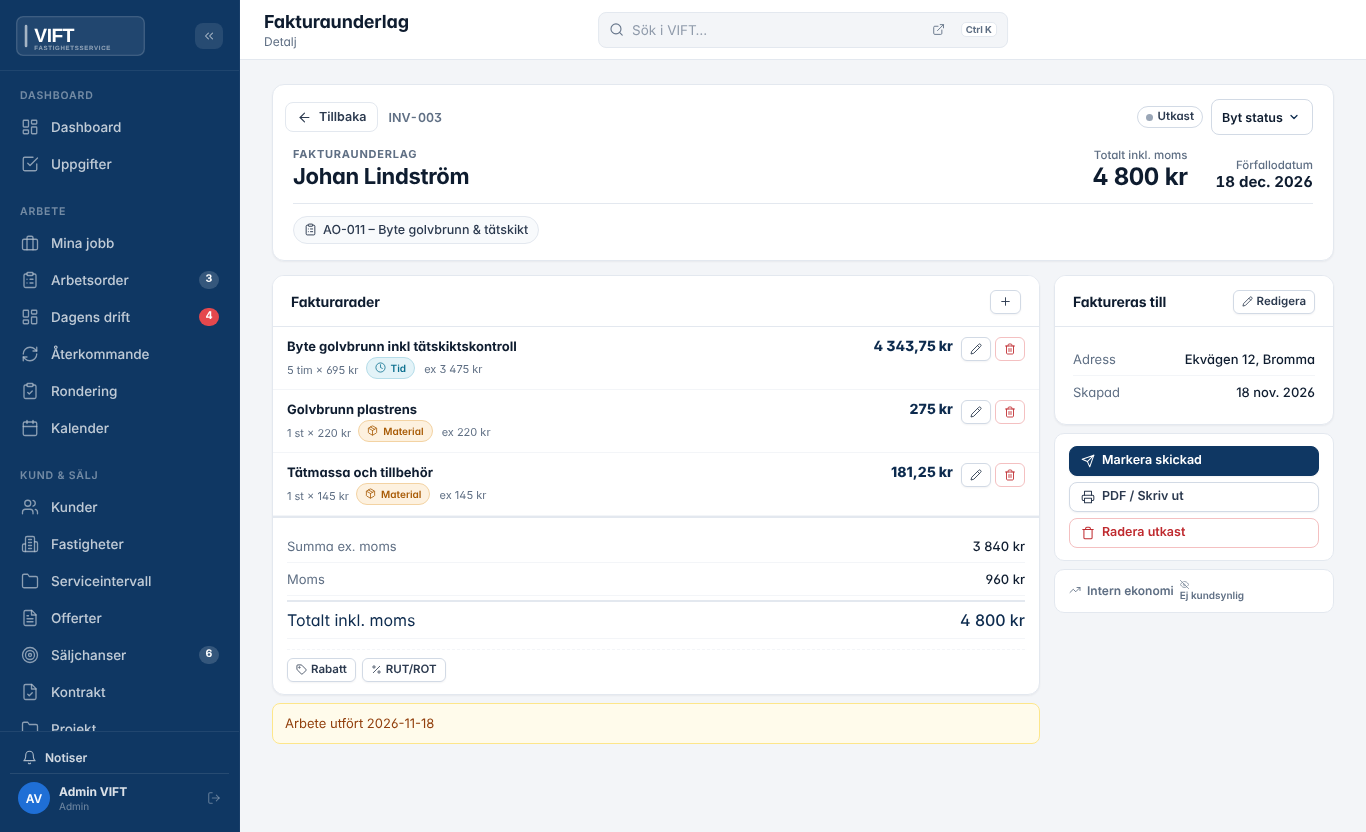 VIFT
FASTIGHETSSERVICE
DASHBOARD
Dashboard
Uppgifter
ARBETE
Mina jobb
Arbetsorder 3
Dagens drift 4
Återkommande
Rondering
Kalender
KUND & SÄLJ
Kunder
Fastigheter
Serviceintervall
Offerter
Säljchanser 6
Kontrakt
Projekt
Notiser
AV
Admin VIFT
Admin
Fakturaunderlag
Detalj
Sök i VIFT...
Ctrl K
Tillbaka INV-003
Utkast
Byt status
FAKTURAUNDERLAG
Johan Lindström
Totalt inkl. moms
4 800 kr
Förfallodatum
18 dec. 2026
AO-011 – Byte golvbrunn & tätskikt
Fakturarader
Byte golvbrunn inkl tätskiktskontroll 4 343,75 kr
5 tim × 695 kr Tid ex 3 475 kr
Golvbrunn plastrens 275 kr
1 st × 220 kr Material ex 220 kr
Tätmassa och tillbehör 181,25 kr
1 st × 145 kr Material ex 145 kr
Summa ex. moms 3 840 kr
Moms 960 kr
Totalt inkl. moms 4 800 kr
Rabatt
RUT/ROT
Arbete utfört 2026-11-18
Faktureras till
Redigera
Adress Ekvägen 12, Bromma
Skapad 18 nov. 2026
Markera skickad
PDF / Skriv ut
Radera utkast
Intern ekonomi
Ej kundsynlig